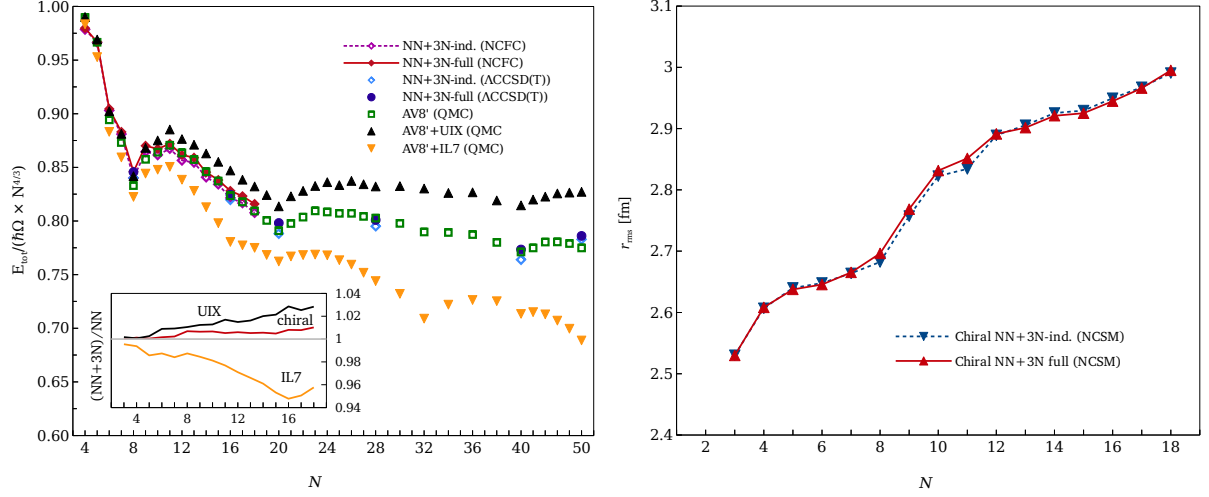 1.00
0.95
0.90
0.85
0.80
0.75
0.70
0.65
0.60
E_tot/(ℏΩ × N^4/3)
NN+3N-ind. (NCFC)
NN+3N-full (NCFC)
NN+3N-ind. (ΛCCSD(T))
NN+3N-full (ΛCCSD(T))
AV8' (QMC)
AV8'+UIX (QMC
AV8'+IL7 (QMC)
(NN+3N)/NN
UIX
chiral
IL7
1.04
1.02
1
0.98
0.96
0.94
4 8 12 16
4 8 12 16 20 24 28 32 36 40 44 50
N
3.1
3
2.9
2.8
2.7
2.6
2.5
2.4
r_rms [fm]
Chiral NN+3N-ind. (NCSM)
Chiral NN+3N full (NCSM)
2 4 6 8 10 12 14 16 18
N